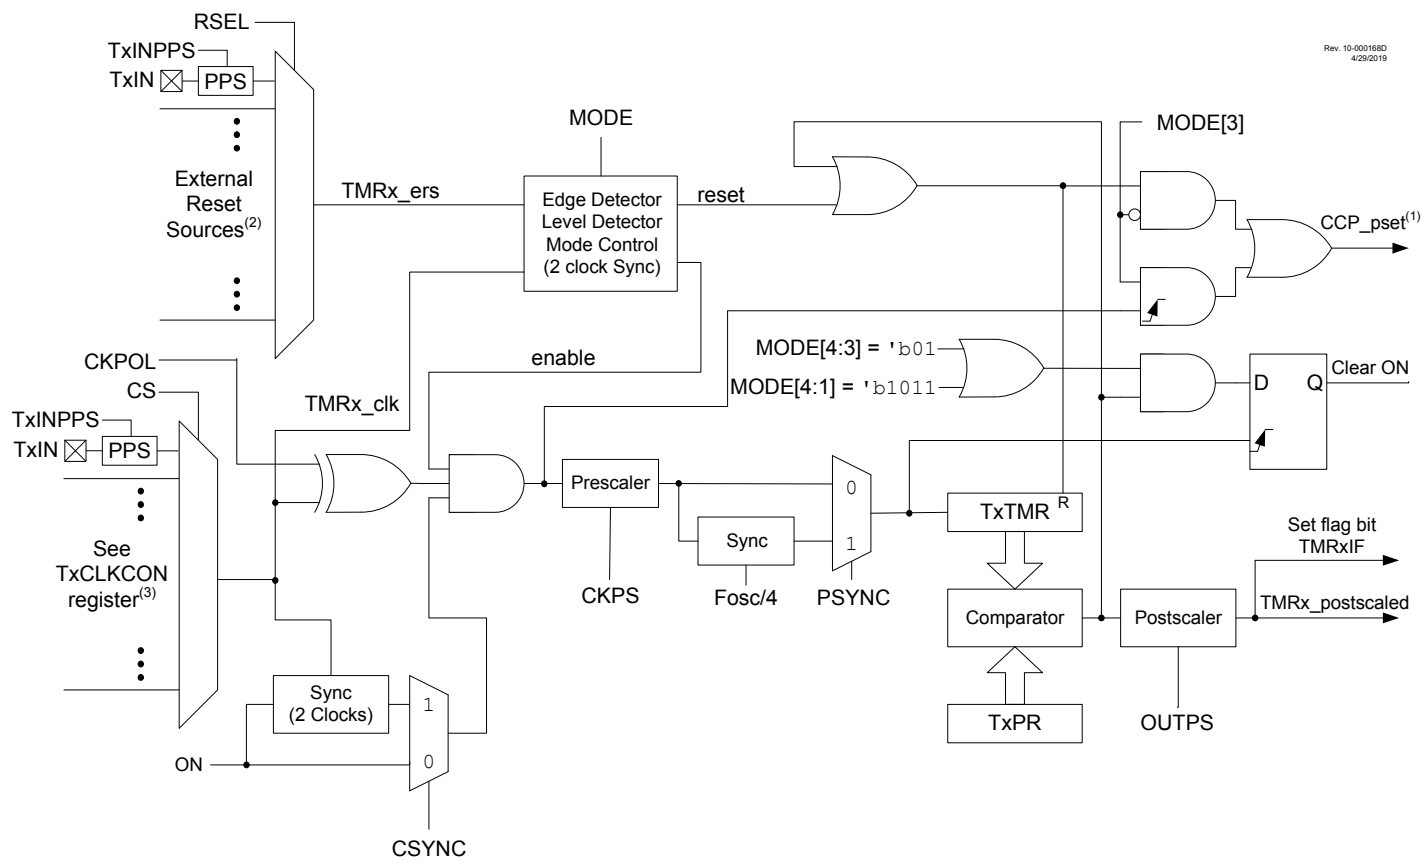 RSEL
TxINPPS
TxIN
PPS
Rev. 10-000168D
4/29/2019
MODE
MODE[3]
External
Reset
Sources(2)
TMRx_ers
Edge Detector
Level Detector
Mode Control
(2 clock Sync)
reset
CCP_pset(1)
CKPOL
CS
enable
MODE[4:3] = 'b01
MODE[4:1] = 'b1011
D
Q
Clear ON
TMRx_clk
TxINPPS
TxIN
PPS
Prescaler
0
1
Sync
TxTMR
R
See
TxCLKCON
register(3)
CKPS
Fosc/4
PSYNC
Comparator
Postscaler
Set flag bit
TMRxIF
TMRx_postscaled
Sync
(2 Clocks)
1
0
TxPR
OUTPS
ON
CSYNC